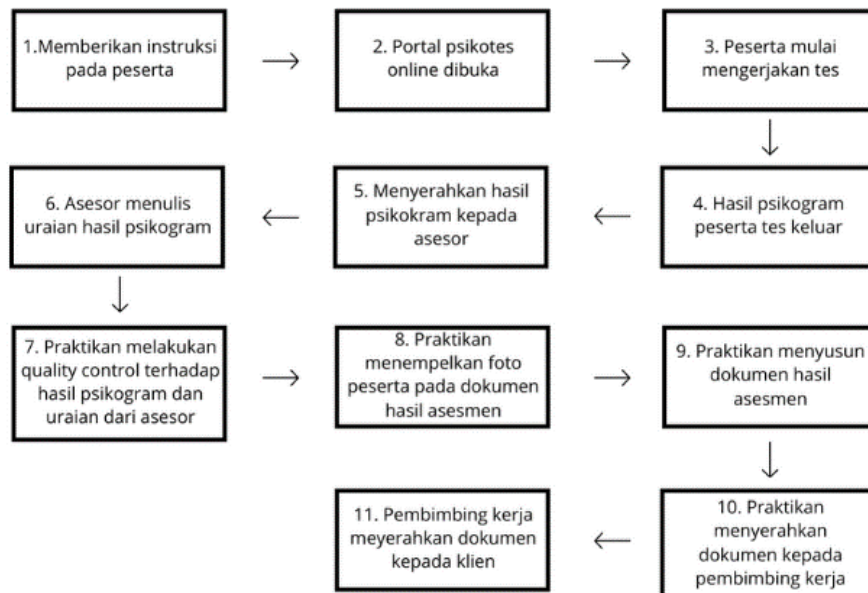 1.Memberikan instruksi
pada peserta
2. Portal psikotes
online dibuka
3. Peserta mulai
mengerjakan tes
4. Hasil psikogram
peserta tes keluar
5. Menyerahkan hasil
psikokram kepada
asesor
6. Asesor menulis
uraian hasil psikogram
7. Praktikan melakukan
quality control terhadap
hasil psikogram dan
uraian dari asesor
8. Praktikan
menempelkan foto
peserta pada dokumen
hasil asesmen
9. Praktikan menyusun
dokumen hasil
asesmen
10. Praktikan
menyerahkan
dokumen kepada
pembimbing kerja
11. Pembimbing kerja
meyerahkan dokumen
kepada klien